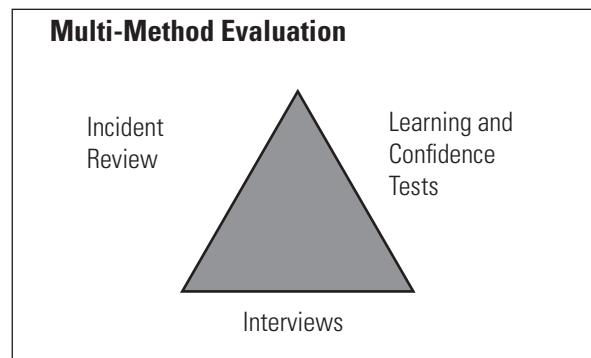 Multi-Method Evaluation
Incident
Review
Learning and
Confidence
Tests
Interviews